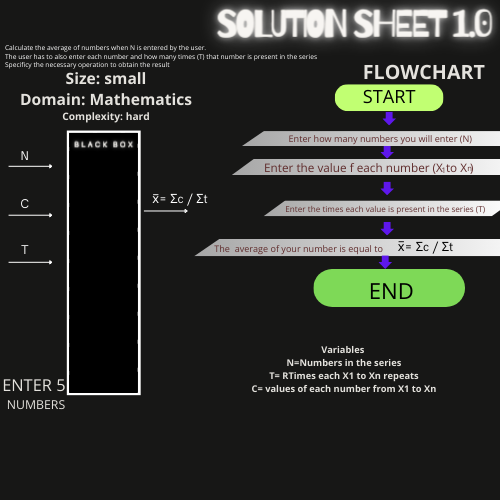 SOLUTION SHEET 1.0
Calculate the average of numbers when N is entered by the user.
The user has to also enter each number and how many times (T) that number is present in the series
Specifiy the necessary operation to obtain the result
Size: small
Domain: Mathematics
Complexity: hard
BLACK BOX
N
C
T
x̄= Σc / Σt
ENTER 5
NUMBERS
FLOWCHART
START
Enter how many numbers you will enter (N)
Enter the value f each number (X₁to Xn)
Enter the times each value is present in the series (T)
The average of your number is equal to x̄= Σc / Σt
END
Variables
N=Numbers in the series
T= RTimes each X1 to Xn repeats
C= values of each number from X1 to Xn